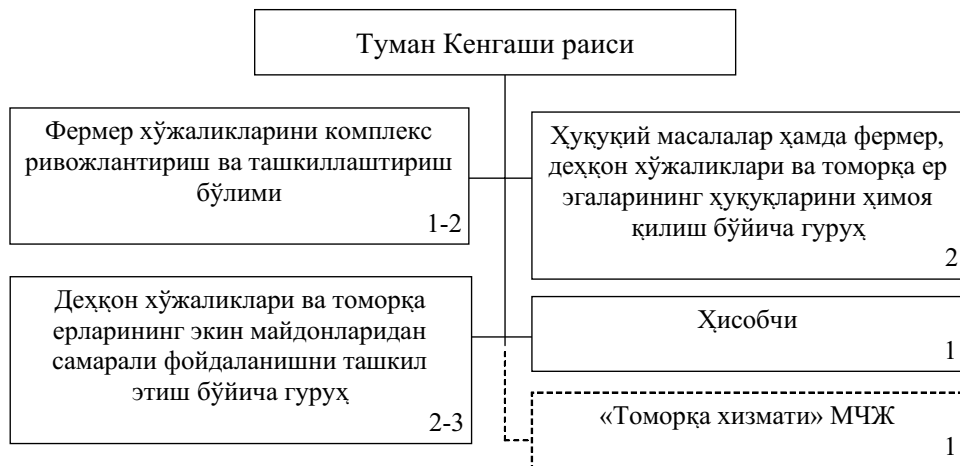 Туман Кенгаши раиси
Фермер хўжаликларини комплекс
ривожлантириш ва ташкиллаштириш
бўлими
1-2
Ҳуқуқий масалалар ҳамда фермер,
деҳқон хўжаликлари ва томорқа ер
эгаларининг ҳуқуқларини ҳимоя
қилиш бўйича гуруҳ
2
Деҳқон хўжаликлари ва томорқа
ерларининг экин майдонларидан
самарали фойдаланишни ташкил
этиш бўйича гуруҳ
2-3
Ҳисобчи
1
«Томорқа хизмати» МЧЖ
1